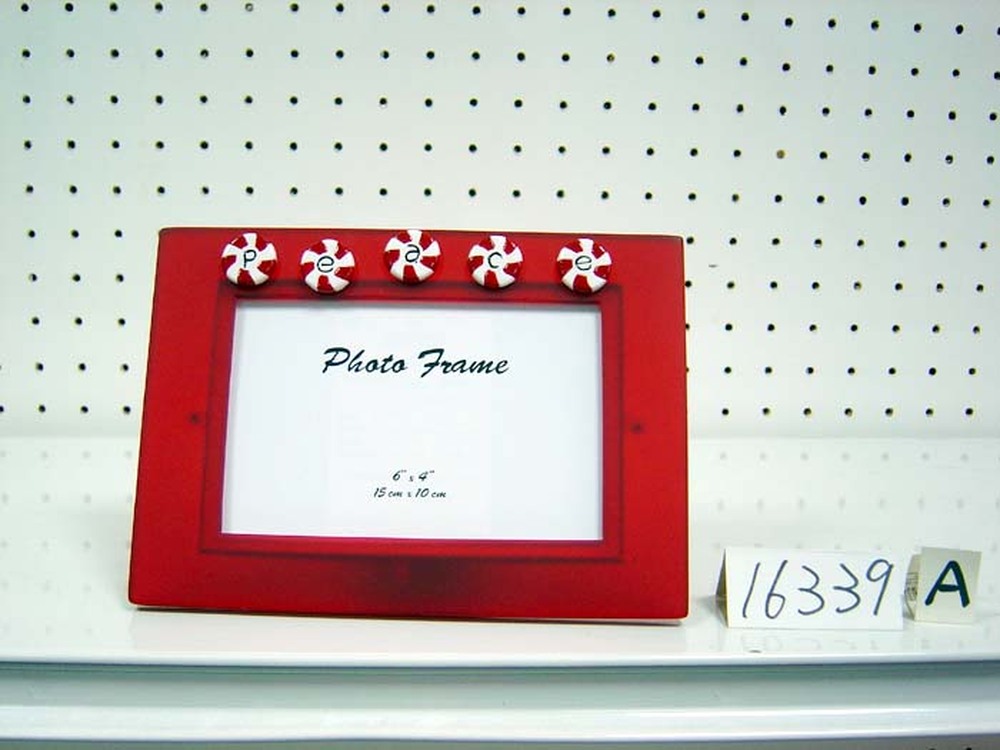 p e a c e
Photo Frame
6" x 4"
15 cm x 10 cm
16339
A